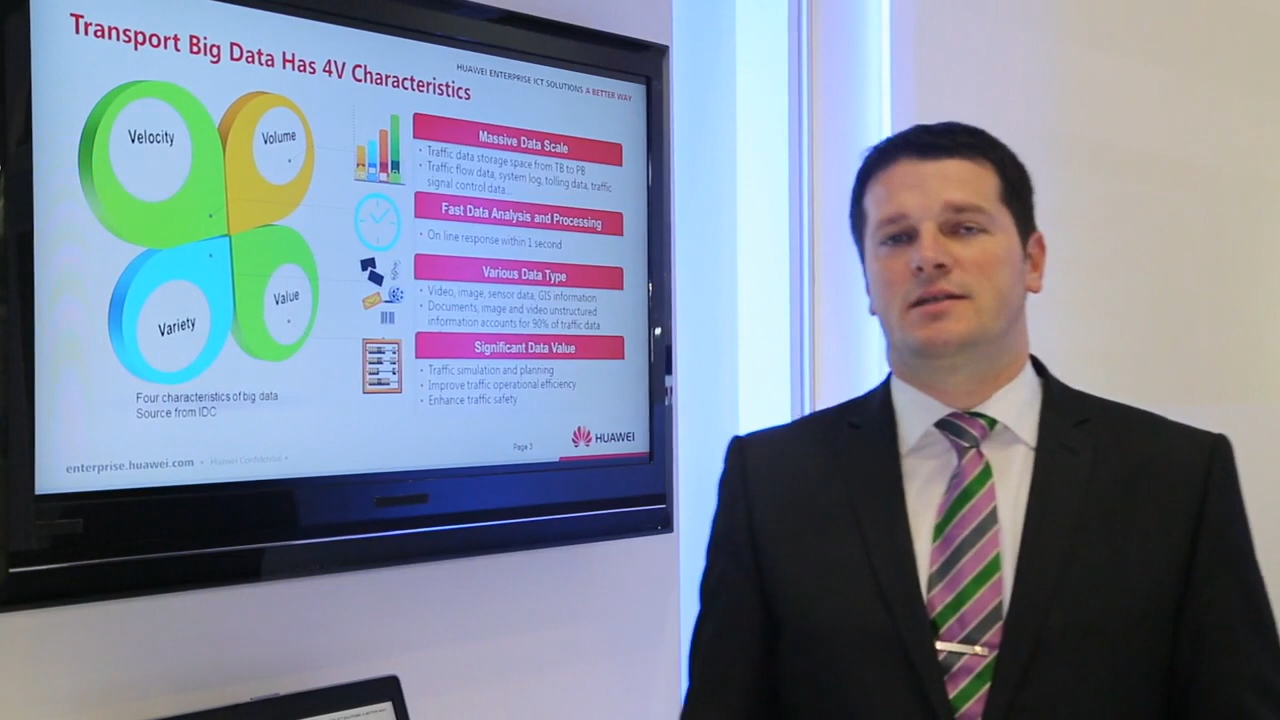 Transport Big Data Has 4V Characteristics
HUAWEI ENTERPRISE ICT SOLUTIONS A BETTER WAY
Velocity
Volume
Variety
Value
Four characteristics of big data
Source from IDC
Massive Data Scale
• Traffic data storage space from TB to PB
• Traffic flow data, system log, tolling data, traffic
signal control data...
Fast Data Analysis and Processing
• On line response within 1 second
Various Data Type
• Video, image, sensor data, GIS information
• Documents, image and video unstructured
information accounts for 90% of traffic data
Significant Data Value
• Traffic simulation and planning
• Improve traffic operational efficiency
• Enhance traffic safety
enterprise.huawei.com • Huawei Confidential •
Page 3
HUAWEI